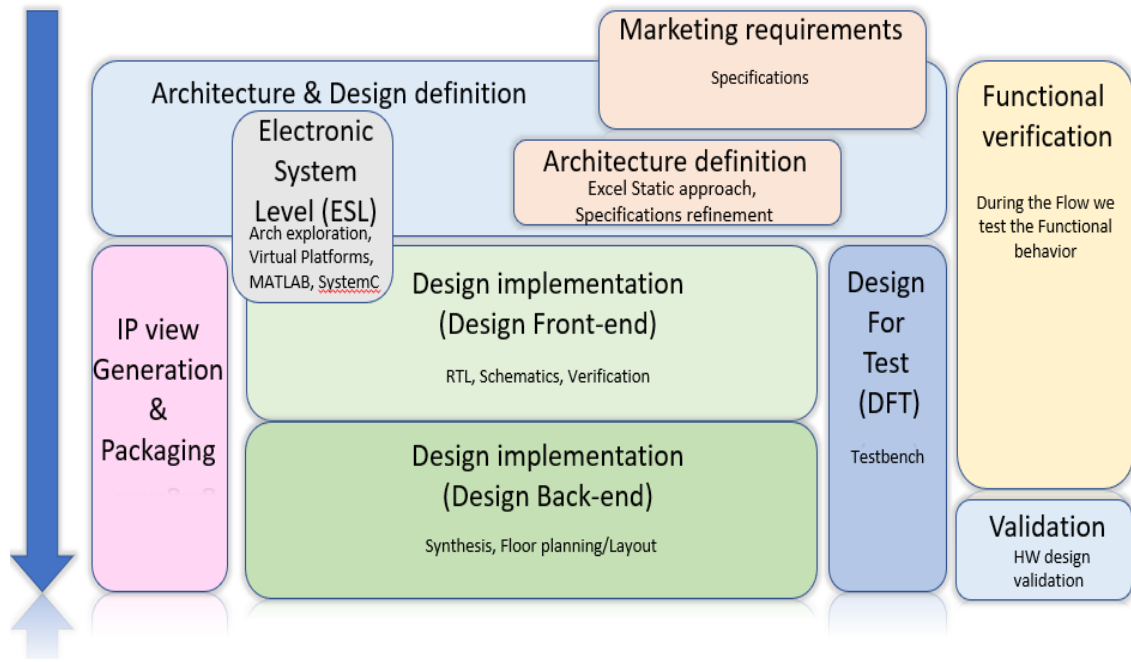 Marketing requirements
Specifications
Architecture & Design definition
Electronic
System
Level (ESL)
Arch exploration,
Virtual Platforms,
MATLAB, SystemC
Architecture definition
Excel Static approach,
Specifications refinement
Functional
verification
During the Flow we
test the Functional
behavior
IP view
Generation
&
Packaging
Design implementation
(Design Front-end)
RTL, Schematics, Verification
Design
For
Test
(DFT)
Testbench
Design implementation
(Design Back-end)
Synthesis, Floor planning/Layout
Validation
HW design
validation